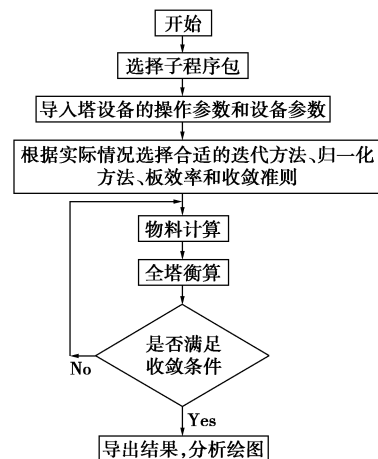 开始
选择子程序包
导入塔设备的操作参数和设备参数
根据实际情况选择合适的迭代方法、归一化
方法、板效率和收敛准则
物料计算
全塔衡算
是否满足
收敛条件
No
Yes
导出结果,分析绘图